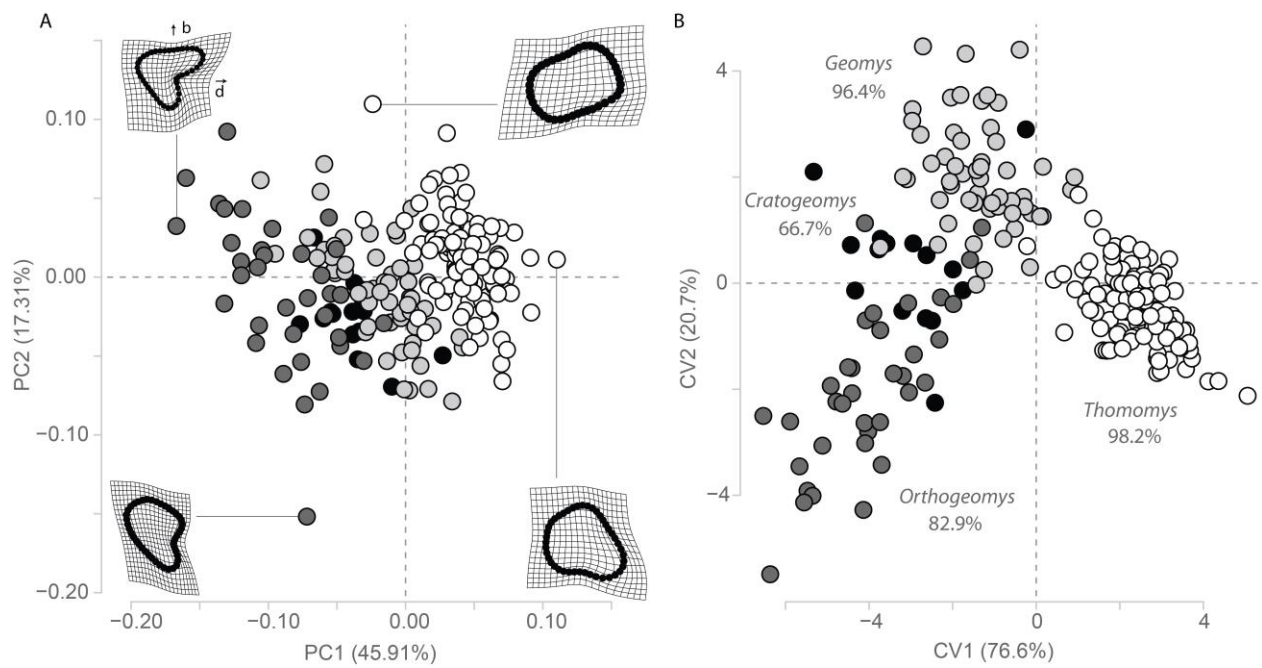 A
b
d
0.10
0.00
−0.10
−0.20
PC2 (17.31%)
−0.20
−0.10
0.00
0.10
PC1 (45.91%)
B
Geomys
96.4%
Cratogeomys
66.7%
Thomomys
98.2%
Orthogeomys
82.9%
4
0
−4
CV2 (20.7%)
−4
0
4
CV1 (76.6%)